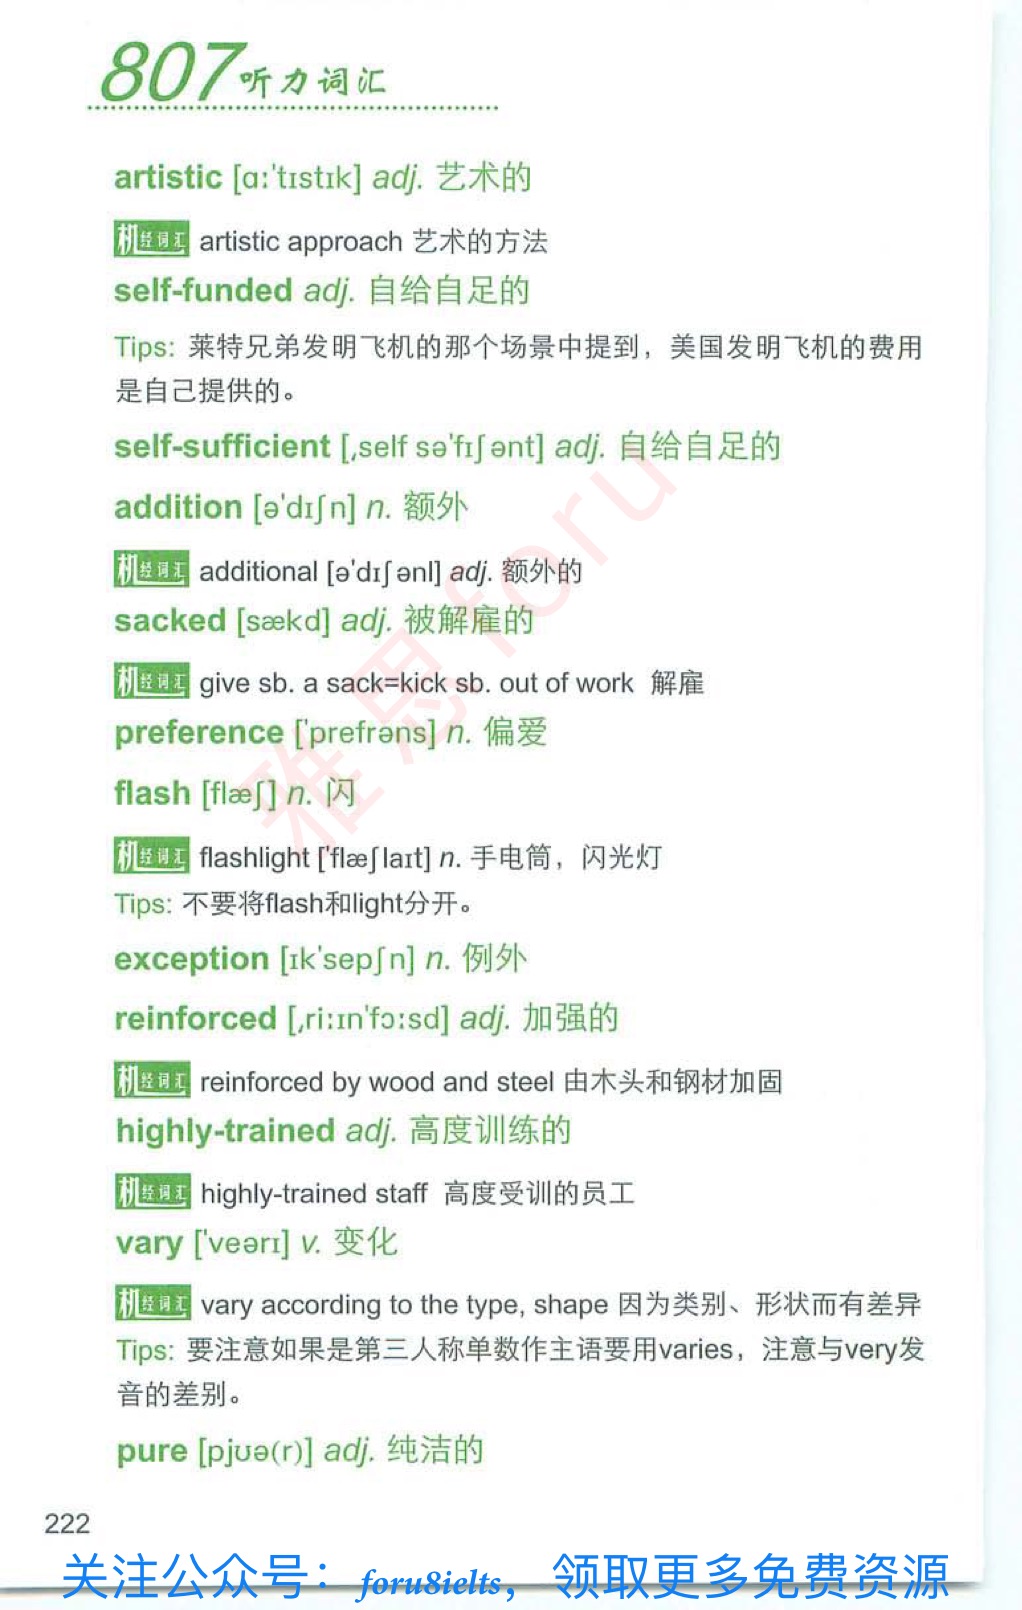 807听力词汇
artistic [ɑː'tɪstɪk] adj. 艺术的
机经词汇 artistic approach 艺术的方法
self-funded adj. 自给自足的
Tips: 莱特兄弟发明飞机的那个场景中提到，美国发明飞机的费用
是自己提供的。
self-sufficient [ˌself sə'fɪʃənt] adj. 自给自足的
addition [ə'dɪʃn] n. 额外
机经词汇 additional [ə'dɪʃənl] adj. 额外的
sacked [sækd] adj. 被解雇的
机经词汇 give sb. a sack=kick sb. out of work 解雇
preference ['prefrəns] n. 偏爱
flash [flæʃ] n. 闪
机经词汇 flashlight ['flæʃlaɪt] n. 手电筒，闪光灯
Tips: 不要将flash和light分开。
exception [ɪk'sepʃn] n. 例外
reinforced [ˌriːɪn'fɔːsd] adj. 加强的
机经词汇 reinforced by wood and steel 由木头和钢材加固
highly-trained adj. 高度训练的
机经词汇 highly-trained staff 高度受训的员工
vary ['veərɪ] v. 变化
机经词汇 vary according to the type, shape 因为类别、形状而有差异
Tips: 要注意如果是第三人称单数作主语要用varies，注意与very发
音的差别。
pure [pjʊə(r)] adj. 纯洁的
雅思foru
222
关注公众号：foru8ielts，领取更多免费资源